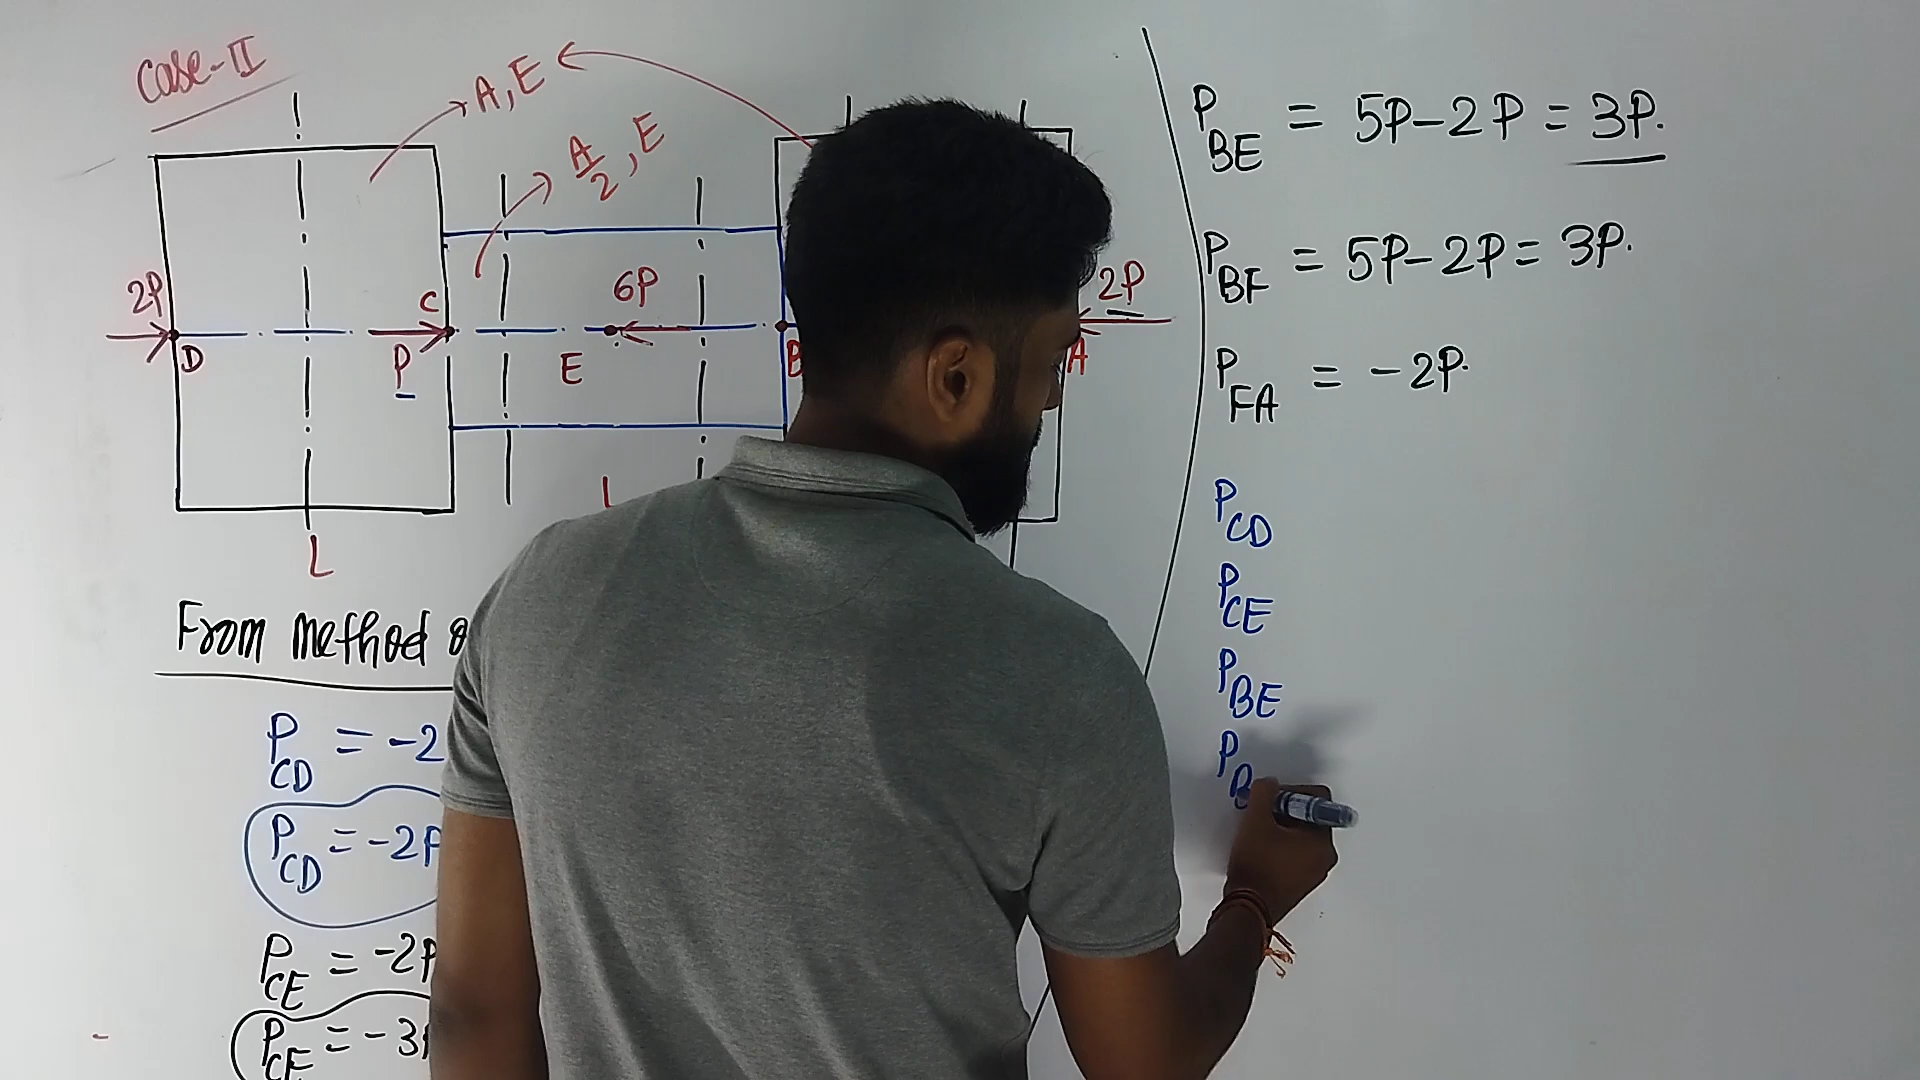 Case-II
A, E
A/2, E
2P
D
P
C
6P
E
B
2P
A
L
From method
P_CD = -2
P_CD = -2P
P_CE = -2P
P_CE = -3
P_BE = 5P-2P = 3P.
P_BF = 5P-2P = 3P.
P_FA = -2P.
P_CD
P_CE
P_BE
P_B